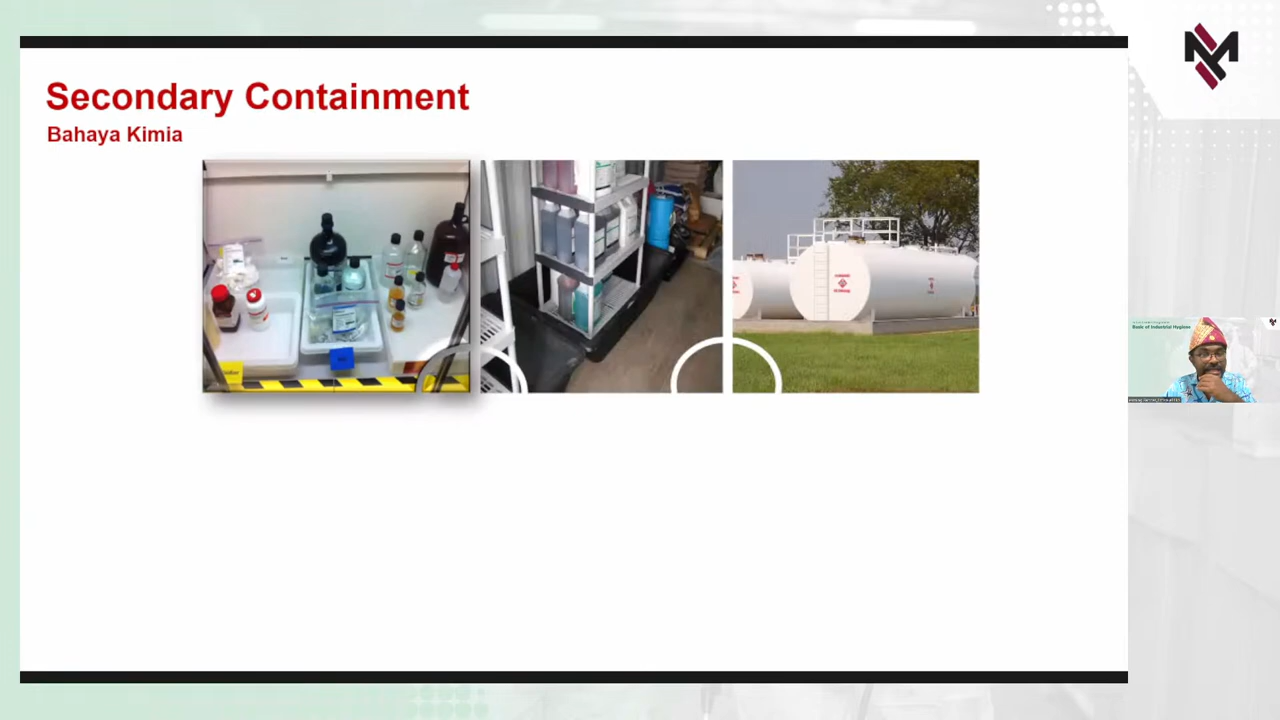 Secondary Containment
Bahaya Kimia
Basic of Industrial Hygiene